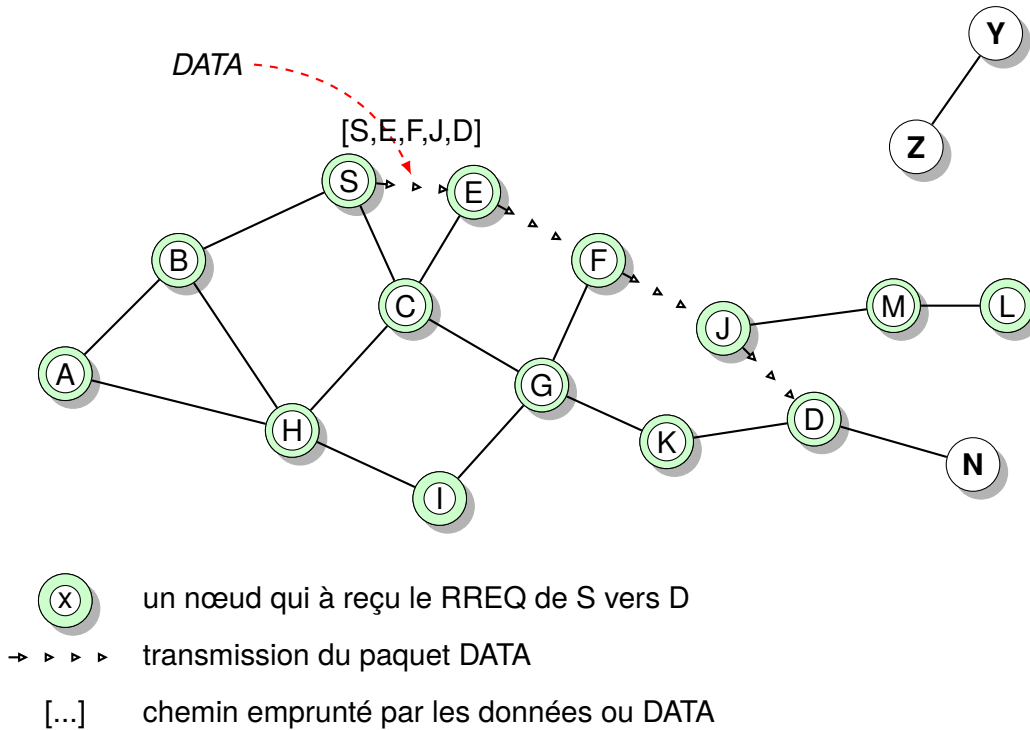 Y
DATA
[S,E,F,J,D]
Z
S
E
B
F
C
M
L
J
A
G
D
H
K
N
I
x un nœud qui à reçu le RREQ de S vers D
transmission du paquet DATA
[...] chemin emprunté par les données ou DATA